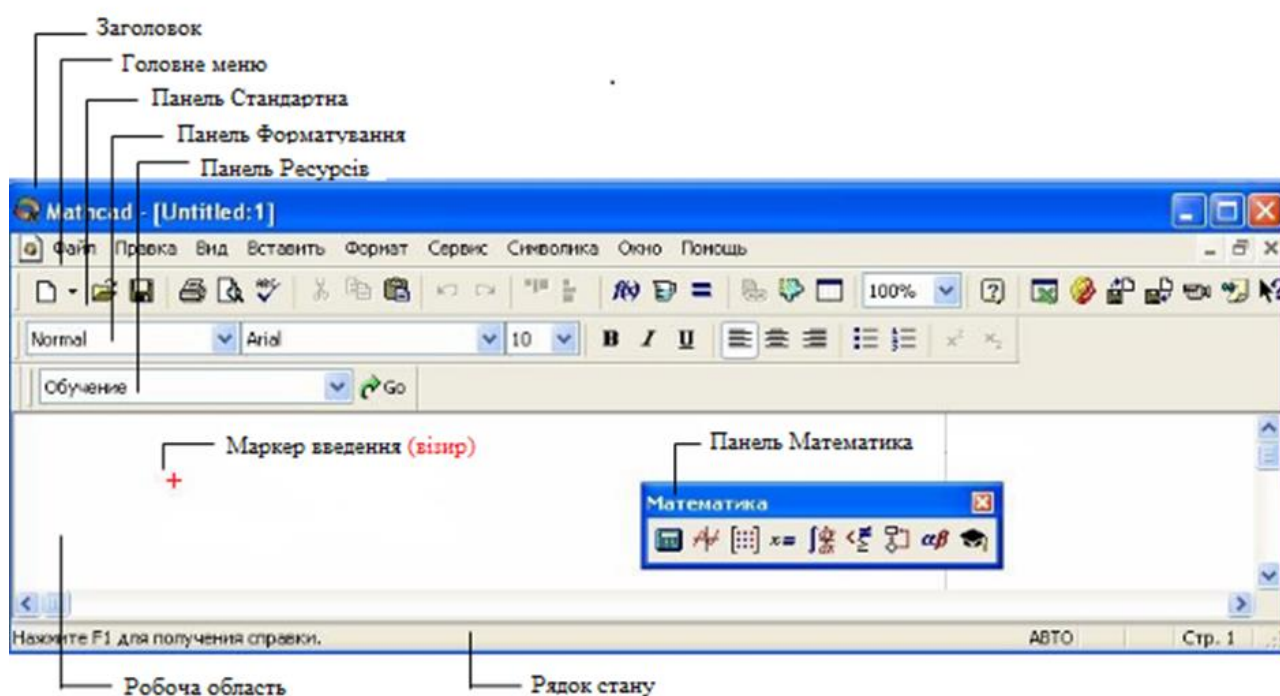 Заголовок
Головне меню
Панель Стандартна
Панель Форматування
Панель Ресурсів
Mathcad - [Untitled:1]
Файл Правка Вид Вставить Формат Сервис Символика Окно Помощь
100%
Normal Arial 10 B I U
Обучение Go
Маркер введення (візир)
Панель Математика
Математика
Нажмите F1 для получения справки. АВТО Стр. 1
Робоча область
Рядок стану